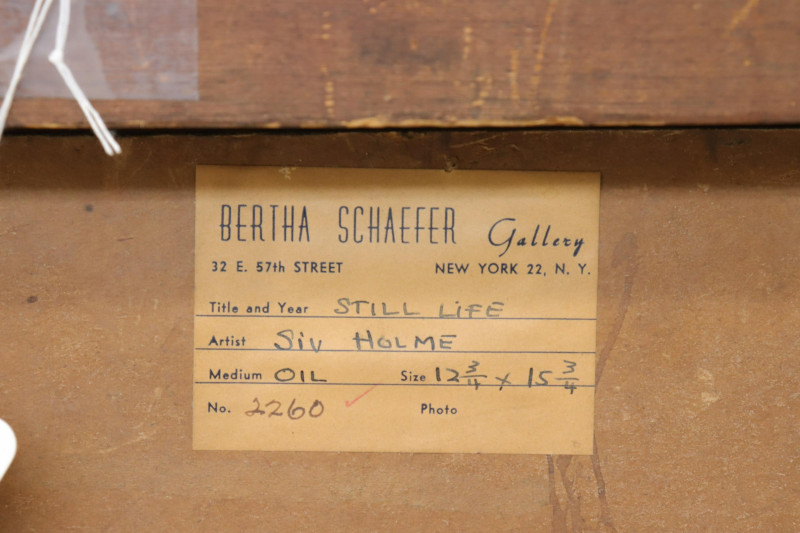 BERTHA SCHAEFER Gallery
32 E. 57th STREET NEW YORK 22, N. Y.
Title and Year STILL LIFE
Artist Siv HOLME
Medium OIL Size 12 3/4 x 15 3/4
No. 2260 Photo